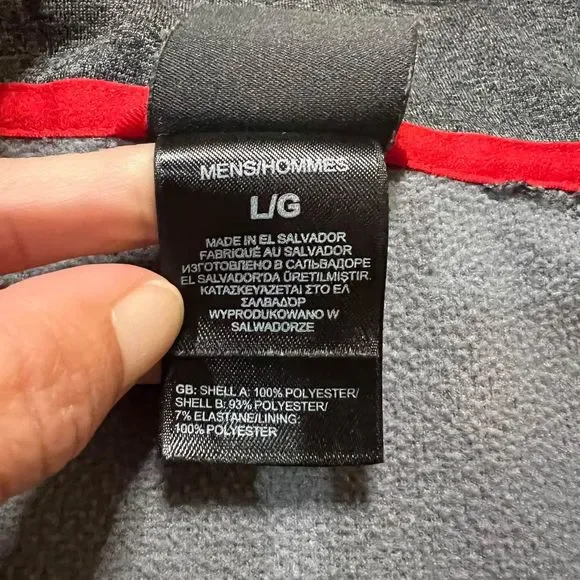 MENS/HOMMES
L/G
MADE IN EL SALVADOR
FABRIQUÉ AU SALVADOR
ИЗГОТОВЛЕНО В САЛЬВАДОРЕ
EL SALVADOR'DA ÜRETILMIŞTIR.
ΚΑΤΑΣΚΕΥΑΖΕΤΑΙ ΣΤΟ ΕΛ
ΣΑΛΒΑΔΟΡ
WYPRODUKOWANO W
SALWADORZE
GB: SHELL A: 100% POLYESTER/
SHELL B: 93% POLYESTER/
7% ELASTANE/LINING:
100% POLYESTER